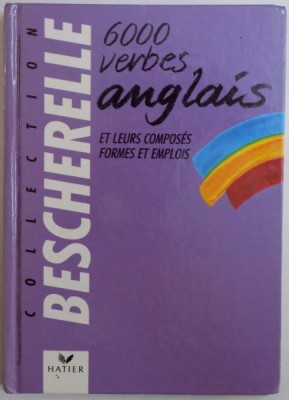 COLLECTION
BESCHERELLE
6000
verbes
anglais
ET LEURS COMPOSÉS
FORMES ET EMPLOIS
HATIER